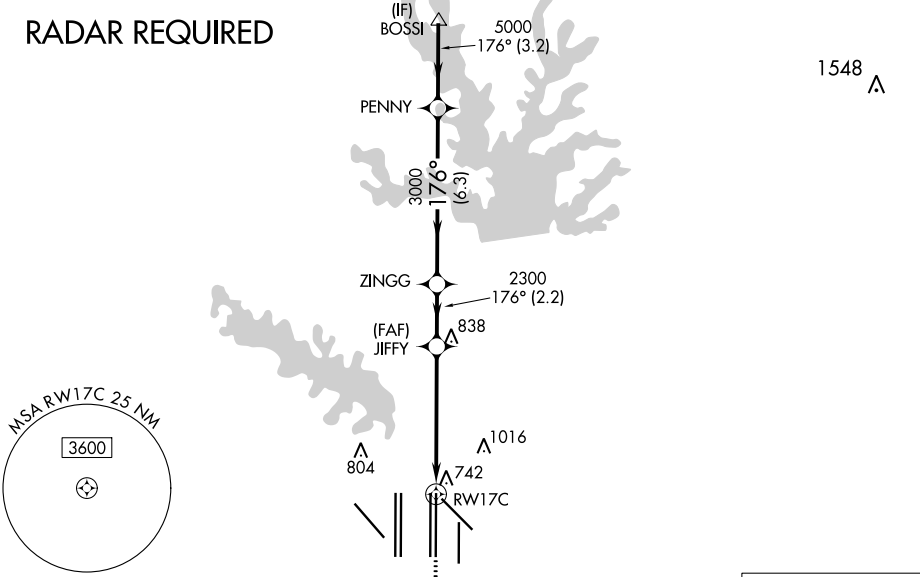 RADAR REQUIRED
(IF)
BOSSI
5000
176° (3.2)
1548
PENNY
3000
176°
(6.3)
ZINGG
2300
176° (2.2)
(FAF)
JIFFY
838
MSA RW17C 25 NM
3600
804
1016
742
RW17C